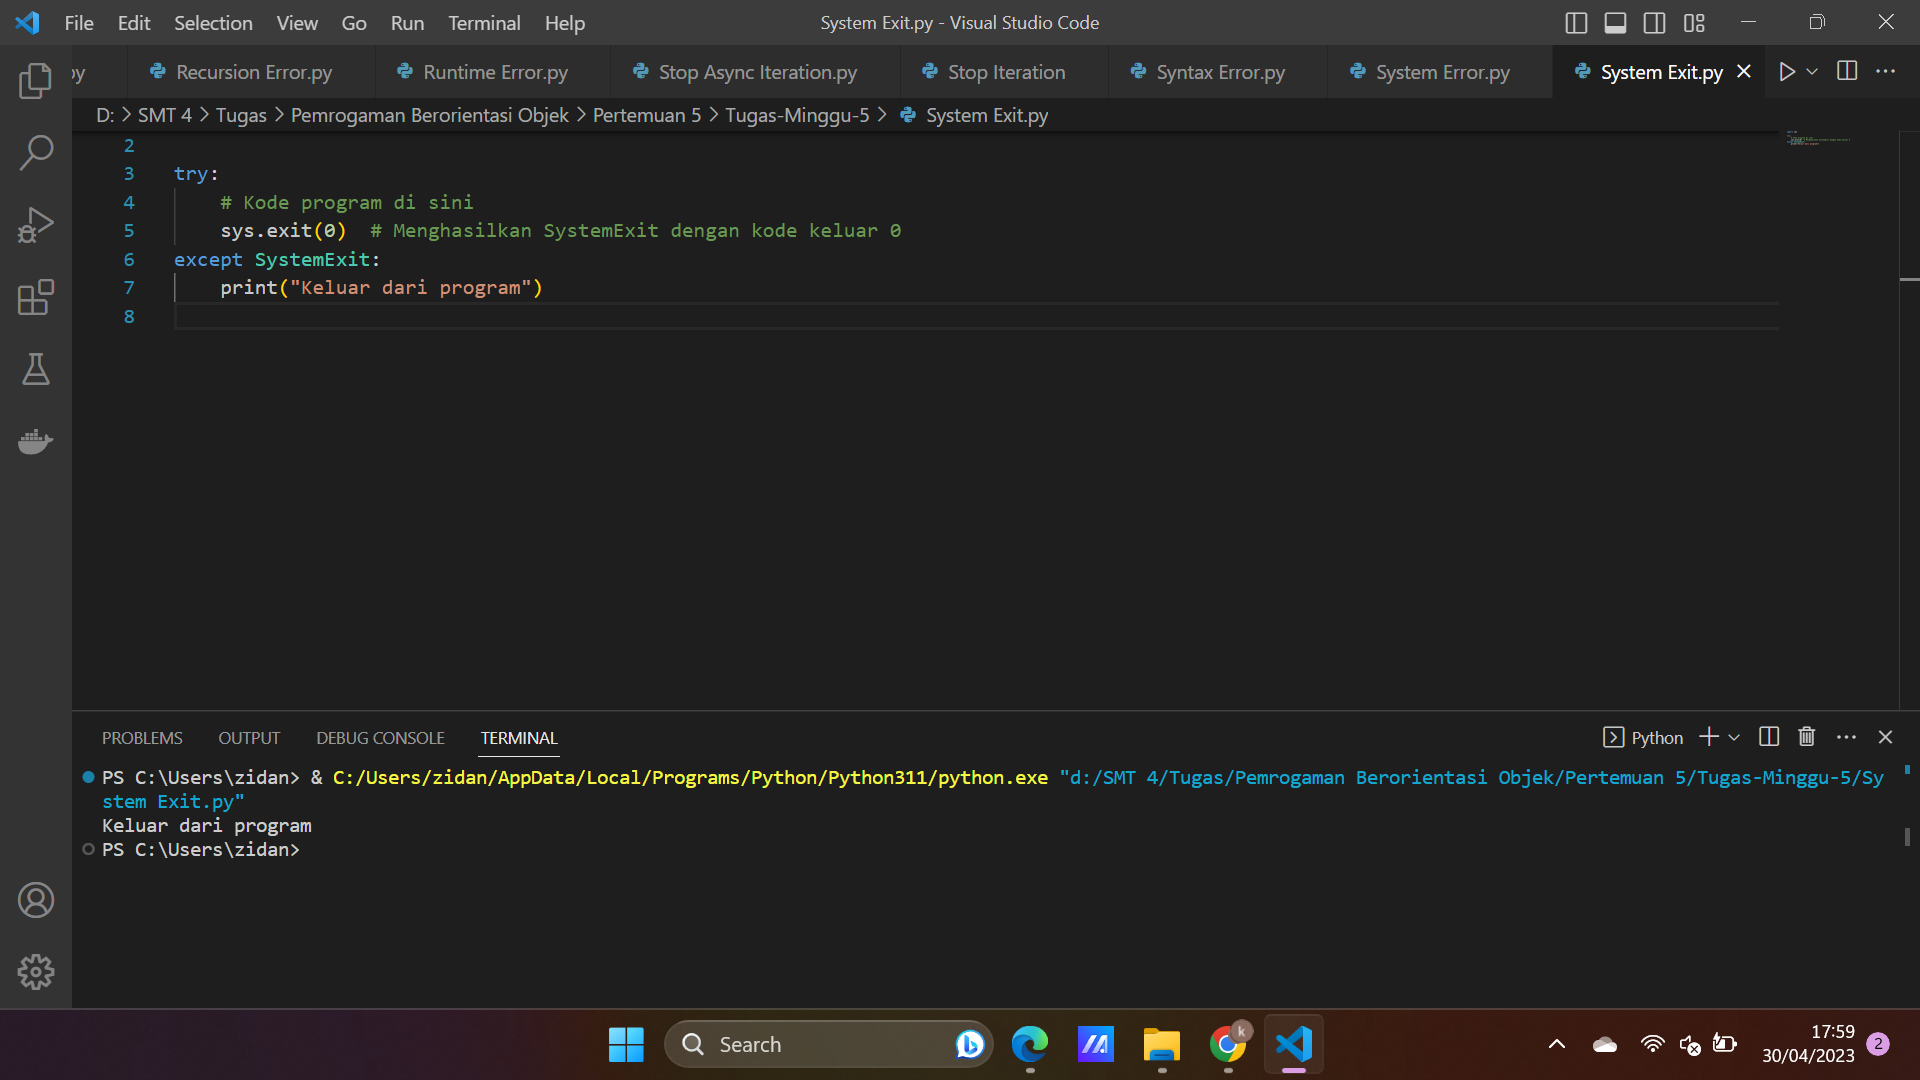 File Edit Selection View Go Run Terminal Help System Exit.py - Visual Studio Code
py Recursion Error.py Runtime Error.py Stop Async Iteration.py Stop Iteration Syntax Error.py System Error.py System Exit.py
D: > SMT 4 > Tugas > Pemrogaman Berorientasi Objek > Pertemuan 5 > Tugas-Minggu-5 > System Exit.py
2
3 try:
4 # Kode program di sini
5 sys.exit(0) # Menghasilkan SystemExit dengan kode keluar 0
6 except SystemExit:
7 print("Keluar dari program")
8
PROBLEMS OUTPUT DEBUG CONSOLE TERMINAL Python
PS C:\Users\zidan> & C:/Users/zidan/AppData/Local/Programs/Python/Python311/python.exe "d:/SMT 4/Tugas/Pemrogaman Berorientasi Objek/Pertemuan 5/Tugas-Minggu-5/Sy
stem Exit.py"
Keluar dari program
PS C:\Users\zidan>
Search k 17:59
30/04/2023 2